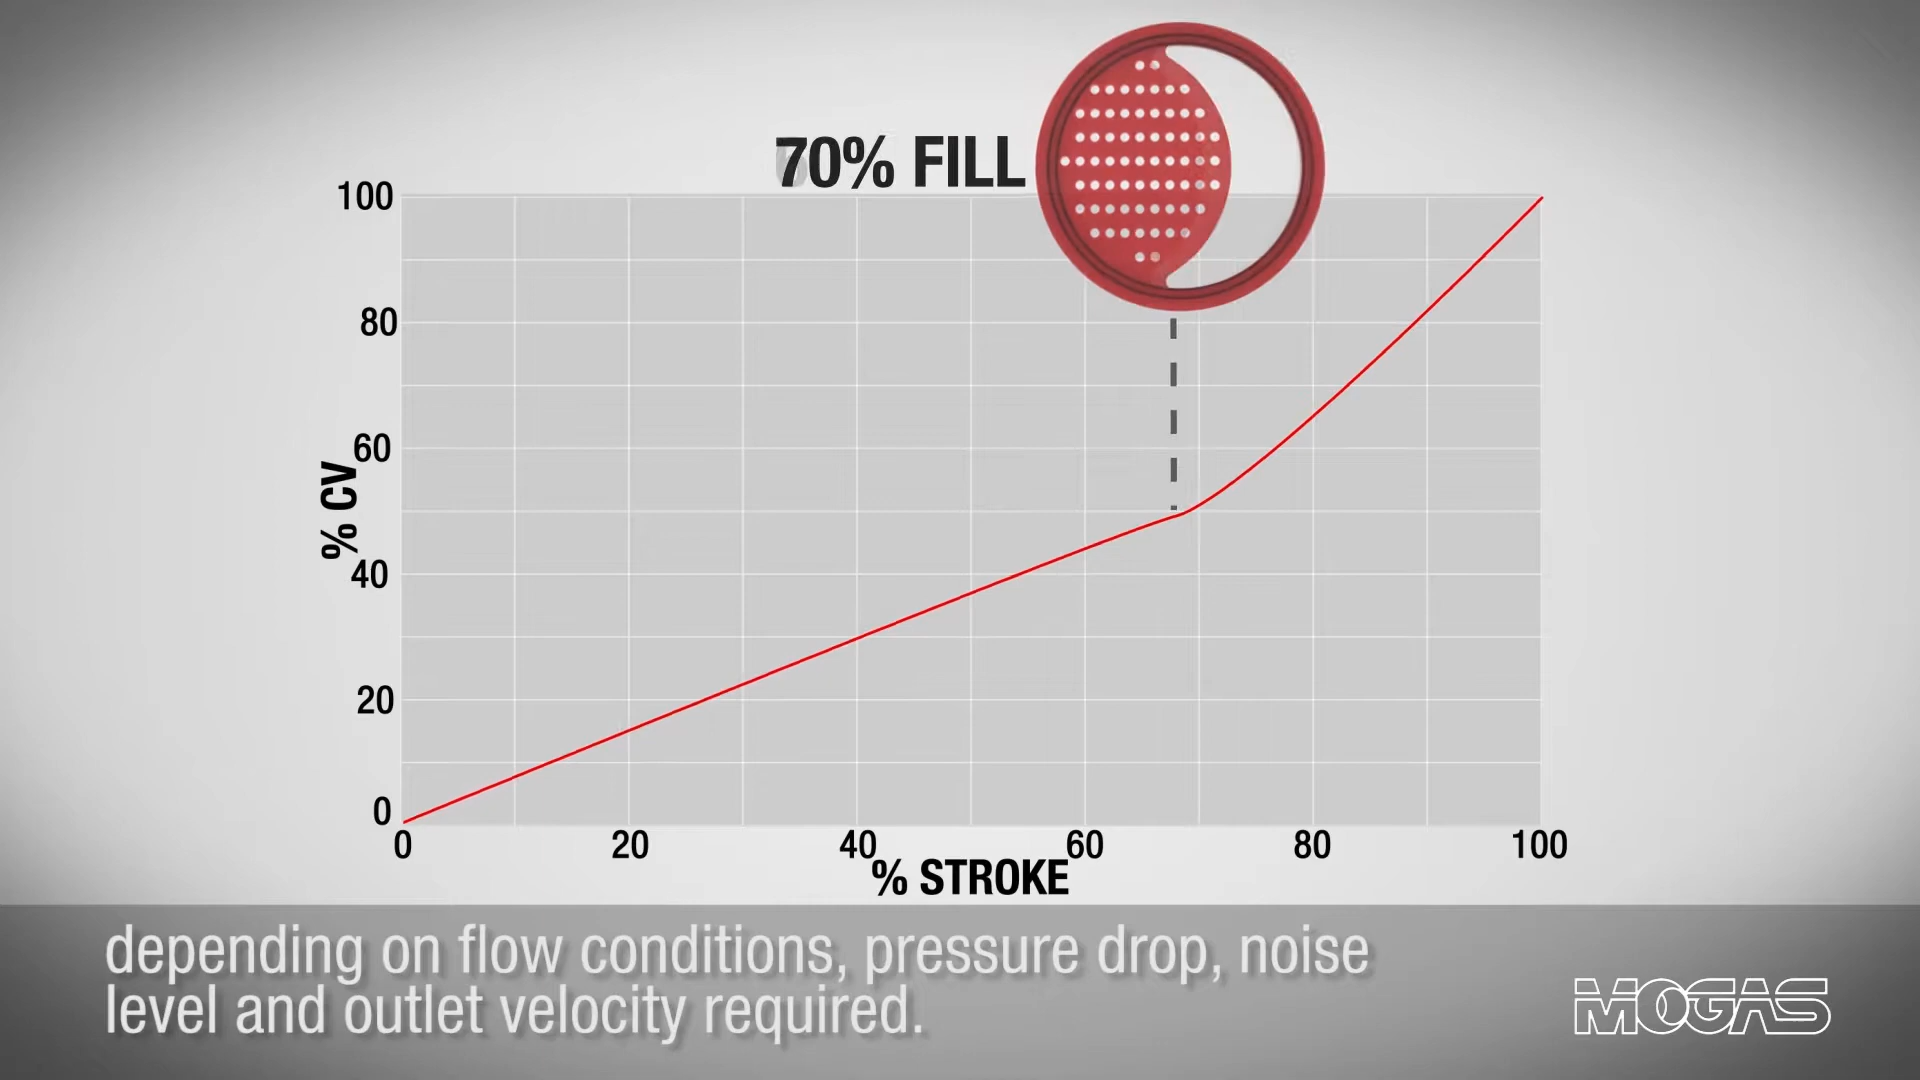 70% FILL
100
80
60
40
20
0
% CV
0 20 40 60 80 100
% STROKE
depending on flow conditions, pressure drop, noise
level and outlet velocity required.
MOGAS